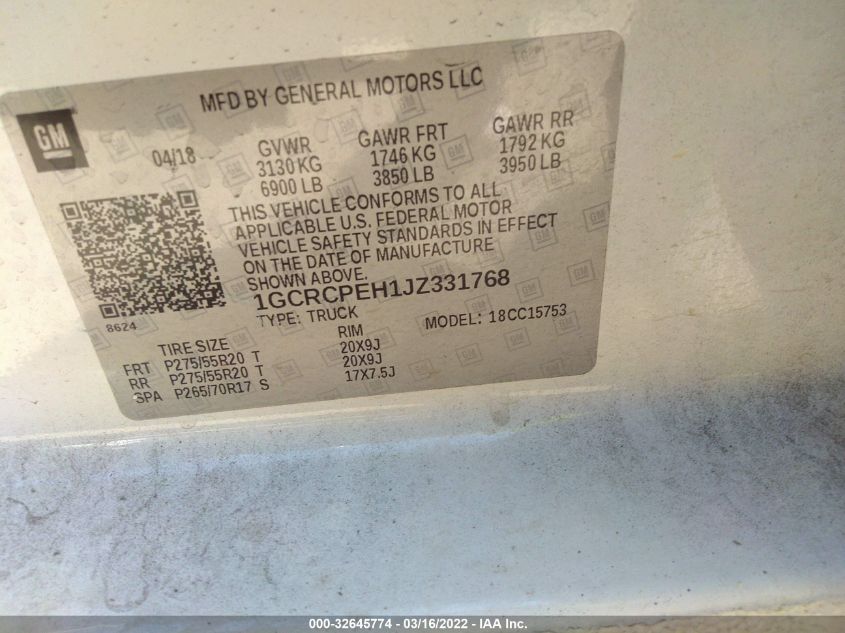 MFD BY GENERAL MOTORS LLC
GM
04/18 GVWR GAWR FRT GAWR RR
3130 KG 1746 KG 1792 KG
6900 LB 3850 LB 3950 LB
THIS VEHICLE CONFORMS TO ALL
APPLICABLE U.S. FEDERAL MOTOR
VEHICLE SAFETY STANDARDS IN EFFECT
ON THE DATE OF MANUFACTURE
SHOWN ABOVE.
1GCRCPEH1JZ331768
8624
TYPE: TRUCK MODEL: 18CC15753
TIRE SIZE RIM
FRT P275/55R20 T 20X9J
RR P275/55R20 T 20X9J
SPA P265/70R17 S 17X7.5J
000-32645774 - 03/16/2022 - IAA Inc.